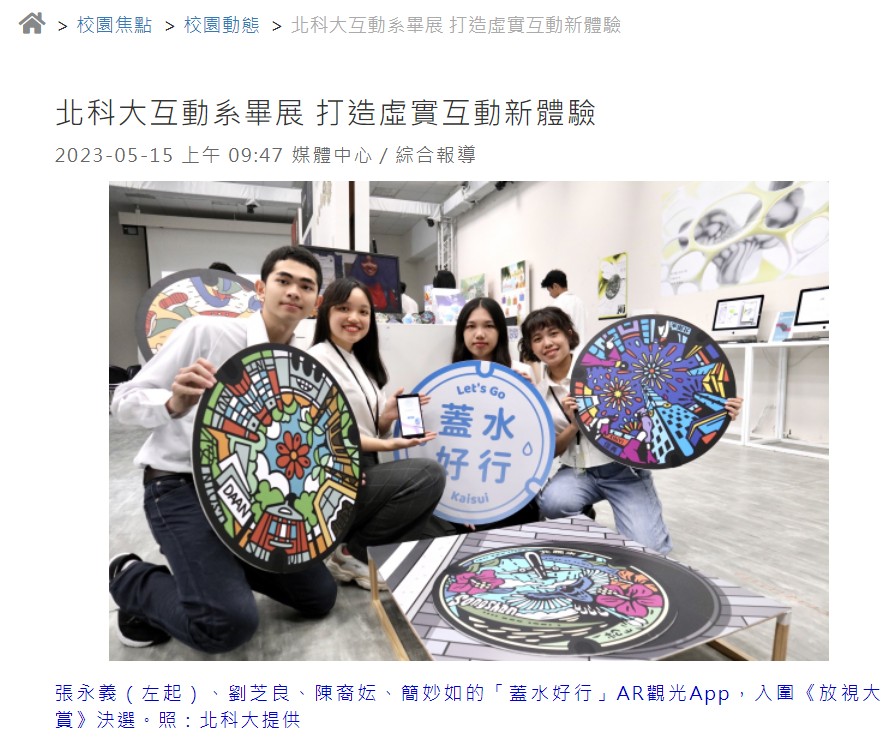 > 校園焦點 > 校園動態 > 北科大互動系畢展 打造虛實互動新體驗
北科大互動系畢展 打造虛實互動新體驗
2023-05-15 上午 09:47 媒體中心 / 綜合報導
Let's Go
蓋水
好行
Kaisui
DAAN
張永義（左起）、劉芝良、陳裔妘、簡妙如的「蓋水好行」AR觀光App，入圍《放視大
賞》決選。照：北科大提供